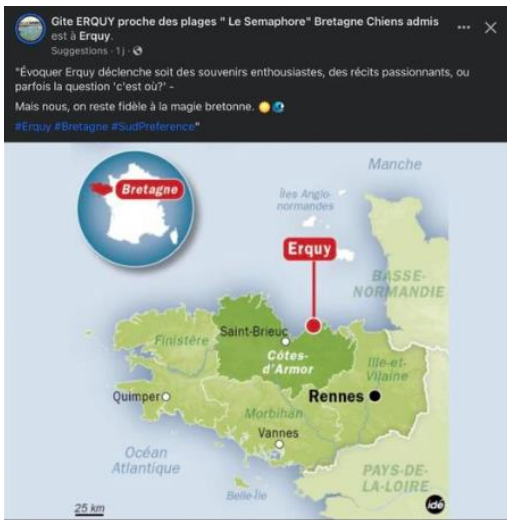 Gite ERQUY proche des plages " Le Semaphore" Bretagne Chiens admis
est à Erquy.
Suggestions · 1 j ·
"Évoquer Erquy déclenche soit des souvenirs enthousiastes, des récits passionnants, ou
parfois la question 'c'est où?' -
Mais nous, on reste fidèle à la magie bretonne.
#Erquy #Bretagne #SudPreference"
Manche
Bretagne
Îles Anglo-
normandes
Erquy
BASSE-
NORMANDIE
Saint-Brieuc
Finistère
Côtes-
d'Armor
Ille-et-
Vilaine
Quimper
Rennes
Morbihan
Vannes
Océan
Atlantique
PAYS-DE-
LA-LOIRE
Belle-Île
25 km
idé